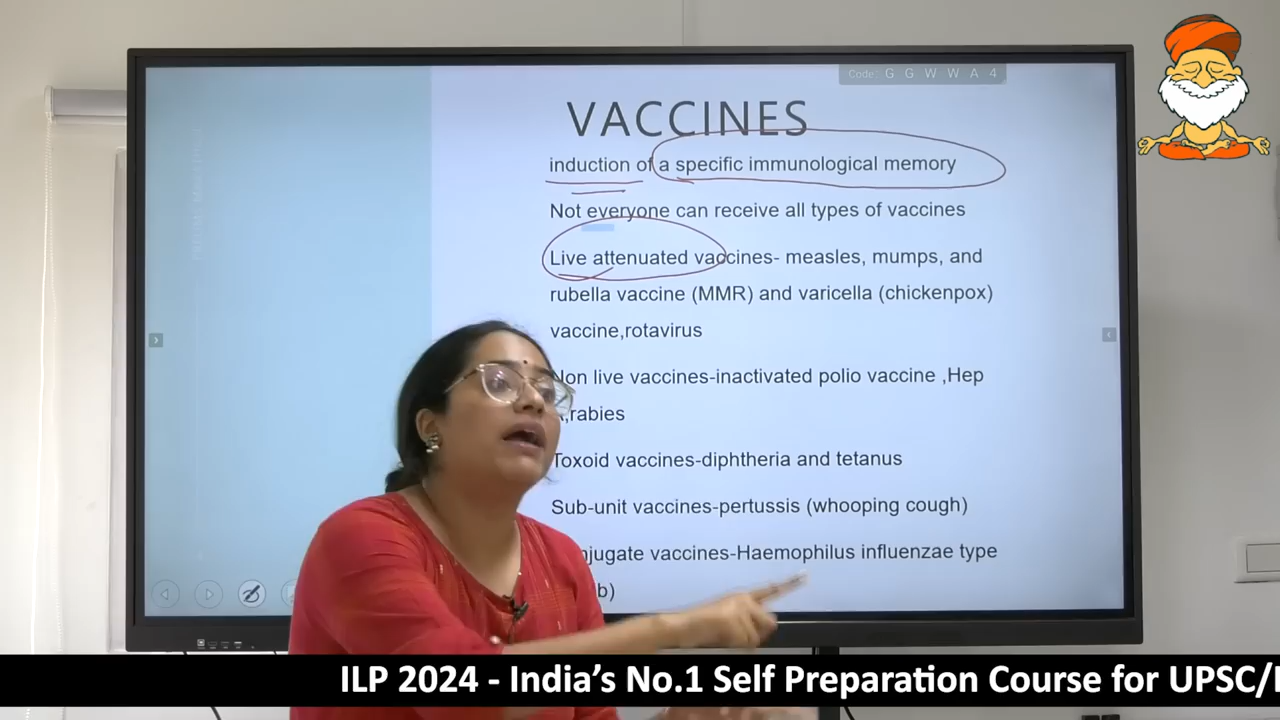 Code: G G W W A 4
VACCINES
induction of a specific immunological memory
Not everyone can receive all types of vaccines
Live attenuated vaccines- measles, mumps, and
rubella vaccine (MMR) and varicella (chickenpox)
vaccine,rotavirus
Non live vaccines-inactivated polio vaccine ,Hep
,rabies
Toxoid vaccines-diphtheria and tetanus
Sub-unit vaccines-pertussis (whooping cough)
njugate vaccines-Haemophilus influenzae type
b)
ILP 2024 - India’s No.1 Self Preparation Course for UPSC/